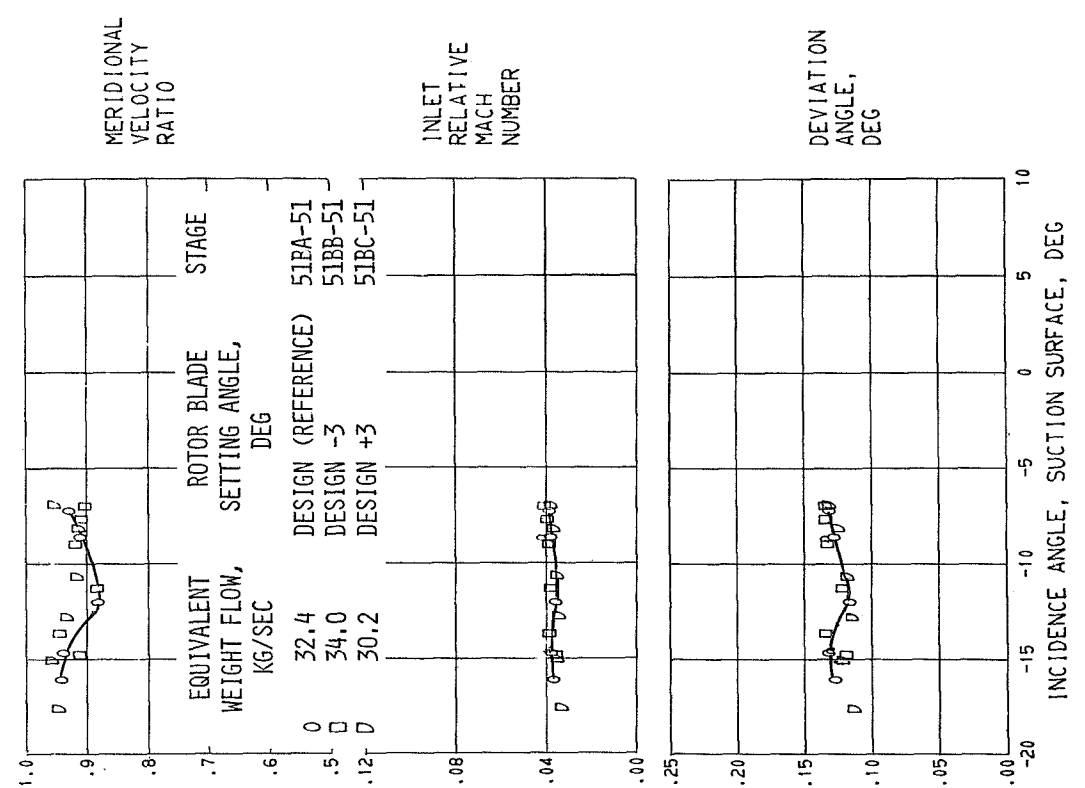 MERIDIONAL
VELOCITY
RATIO
1.0
.9
.8
.7
.6
.5
EQUIVALENT
WEIGHT FLOW,
KG/SEC
ROTOR BLADE
SETTING ANGLE,
DEG
STAGE
32.4 DESIGN (REFERENCE) 51BA-51
34.0 DESIGN -3 51BB-51
30.2 DESIGN +3 51BC-51
INLET
RELATIVE
MACH
NUMBER
.12
.08
.04
.00
DEVIATION
ANGLE,
DEG
.25
.20
.15
.10
.05
.00
-20 -15 -10 -5 0 5 10
INCIDENCE ANGLE, SUCTION SURFACE, DEG